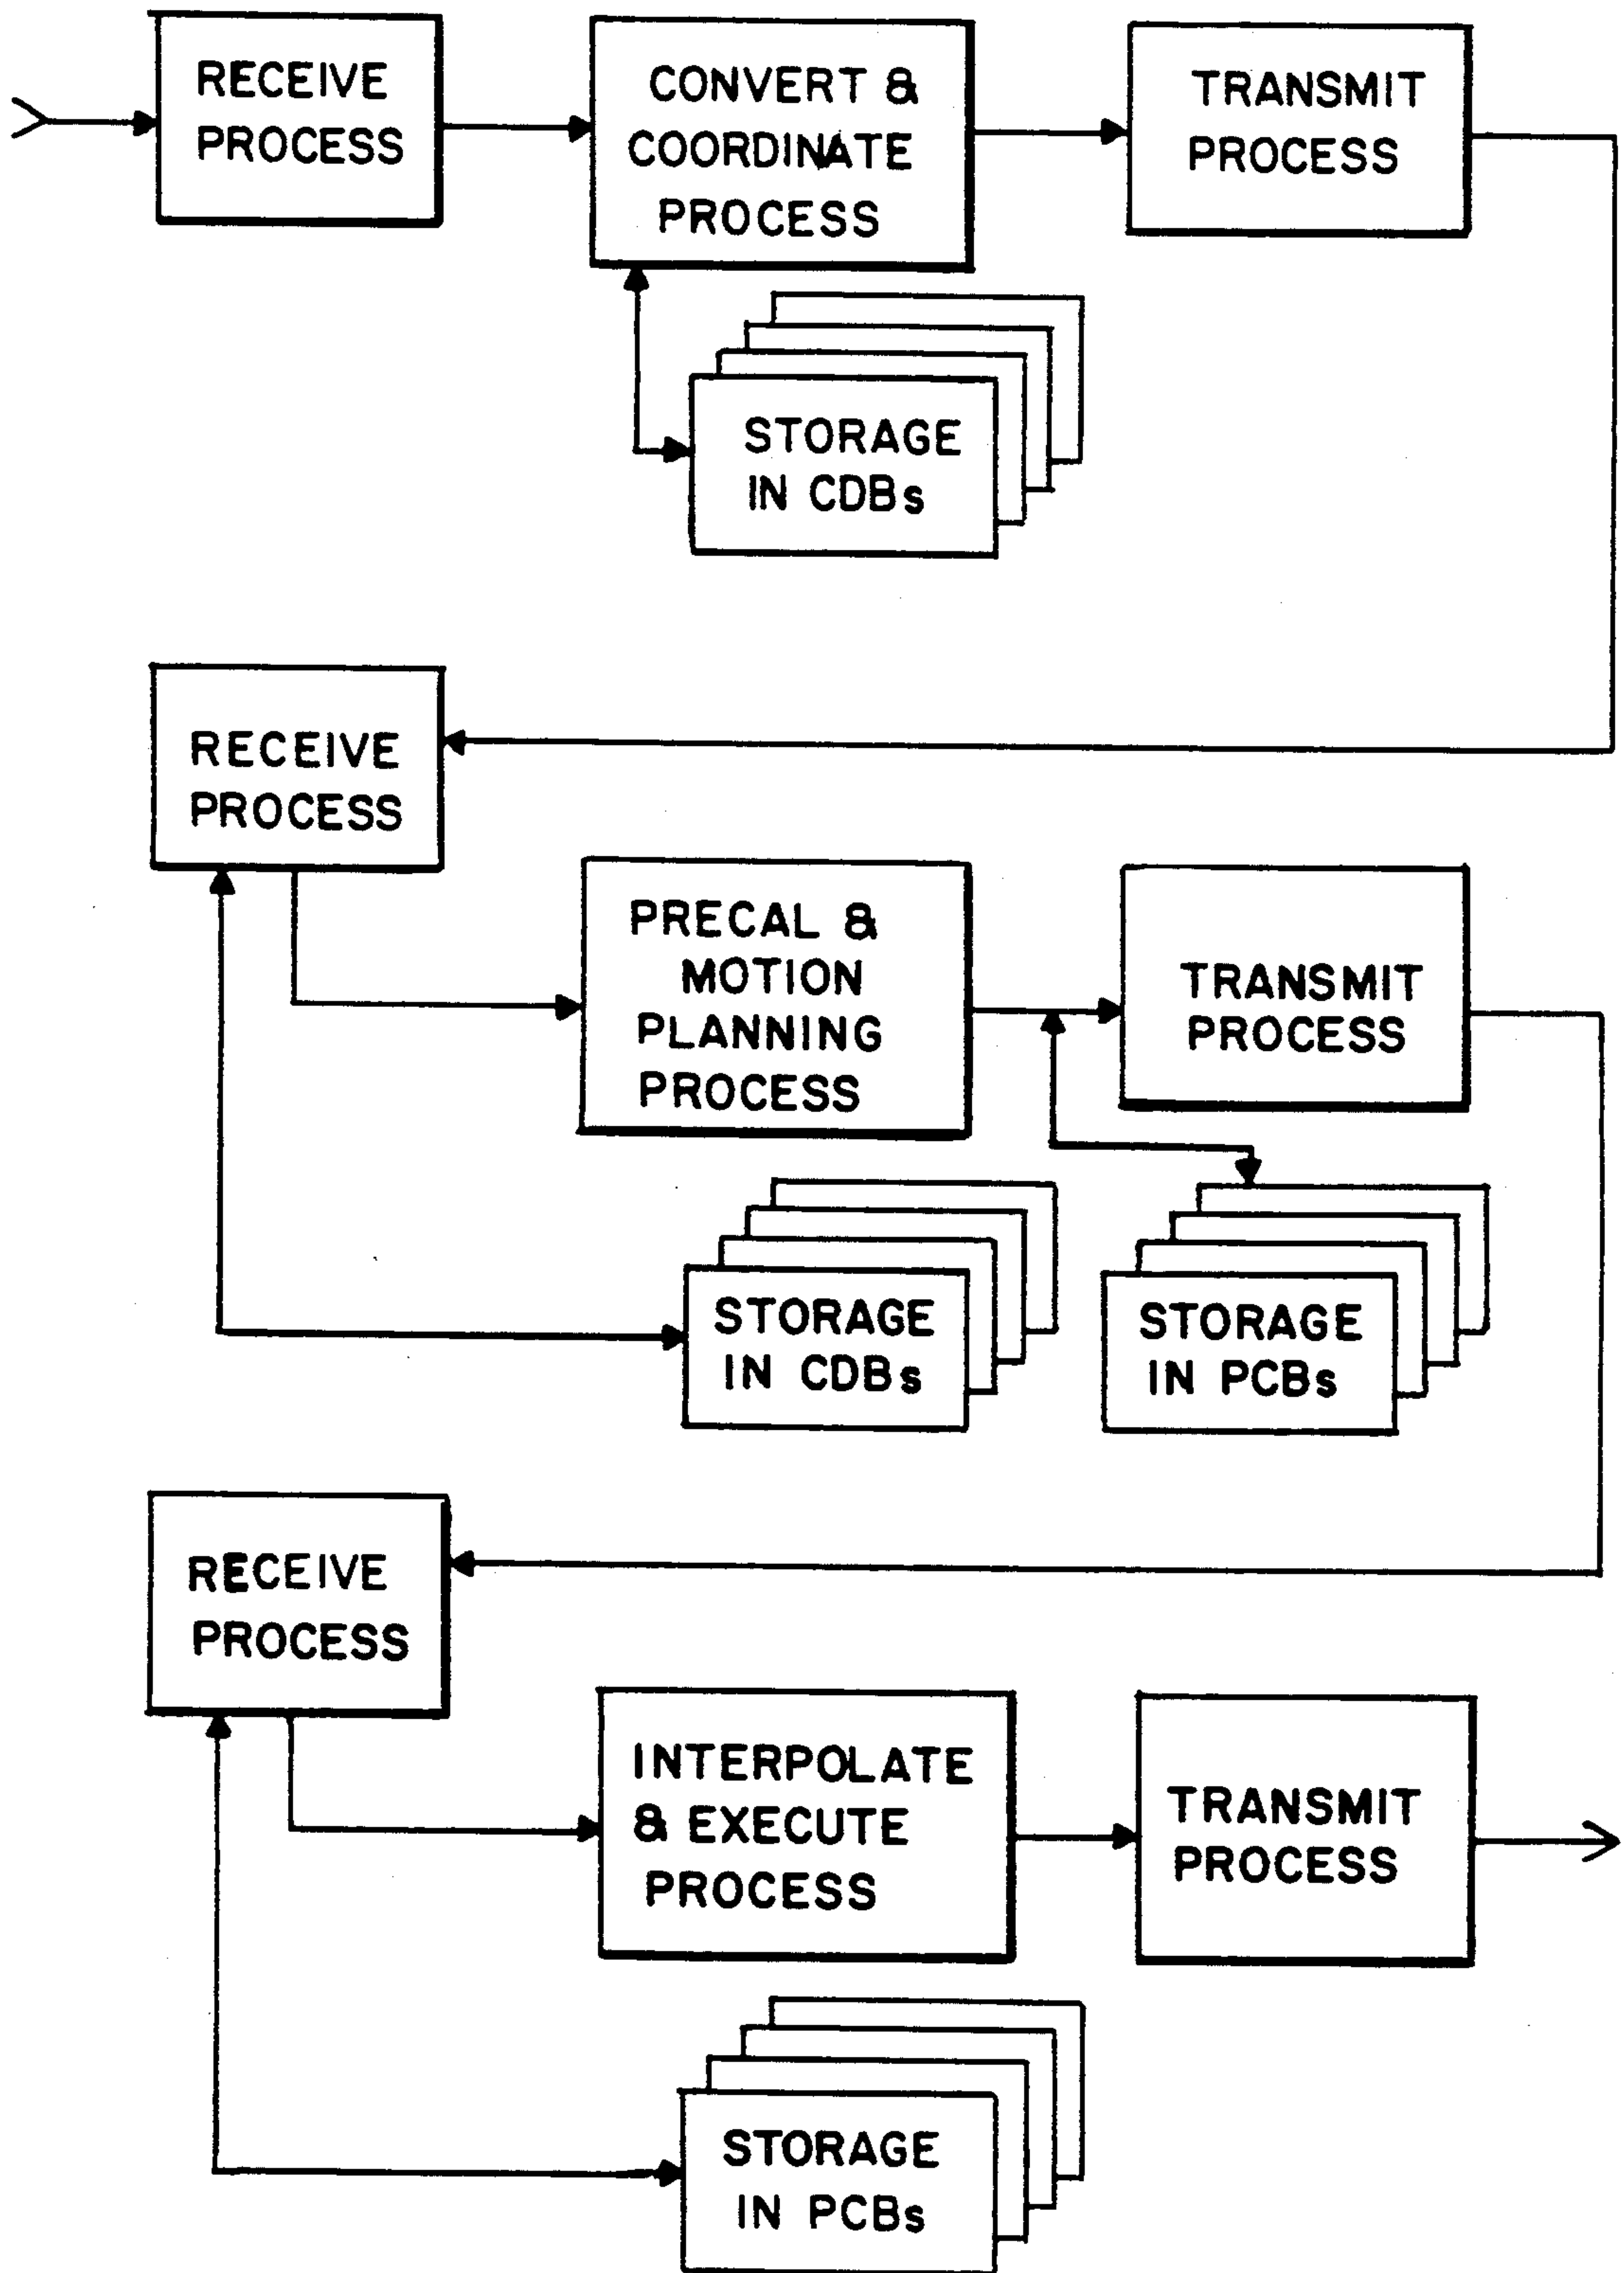 RECEIVE
PROCESS
CONVERT &
COORDINATE
PROCESS
TRANSMIT
PROCESS
STORAGE
IN CDBs
RECEIVE
PROCESS
PRECAL &
MOTION
PLANNING
PROCESS
TRANSMIT
PROCESS
STORAGE
IN CDBs
STORAGE
IN PCBs
RECEIVE
PROCESS
INTERPOLATE
& EXECUTE
PROCESS
TRANSMIT
PROCESS
STORAGE
IN PCBs